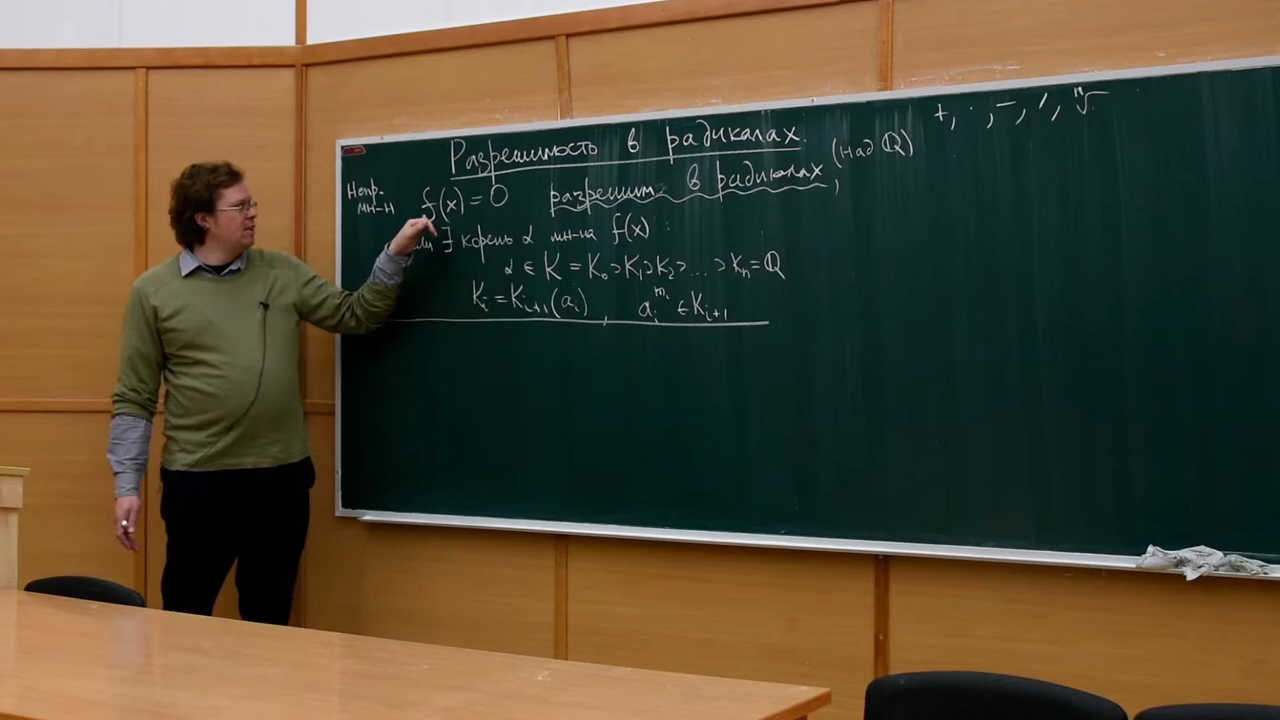 +, ·, −, /, ⁿ√
Разрешимость в радикалах.
Непр. мн-н f(x) = 0 разрешим. в радикалах, (над ℚ)
∃ корень α мн-на f(x) :
α ∈ K = K₀ ⊃ K₁ ⊃ K₂ ⊃ ... ⊃ Kₙ = ℚ
Kᵢ = Kᵢ₊₁(aᵢ), aᵢ^{mᵢ} ∈ Kᵢ₊₁